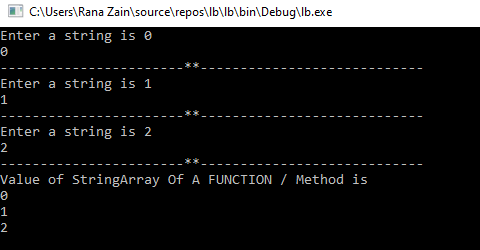 C:\Users\Rana Zain\source\repos\lb\lb\bin\Debug\lb.exe
Enter a string is 0
0
-----------------------**----------------------------
Enter a string is 1
1
-----------------------**----------------------------
Enter a string is 2
2
-----------------------**----------------------------
Value of StringArray Of A FUNCTION / Method is
0
1
2